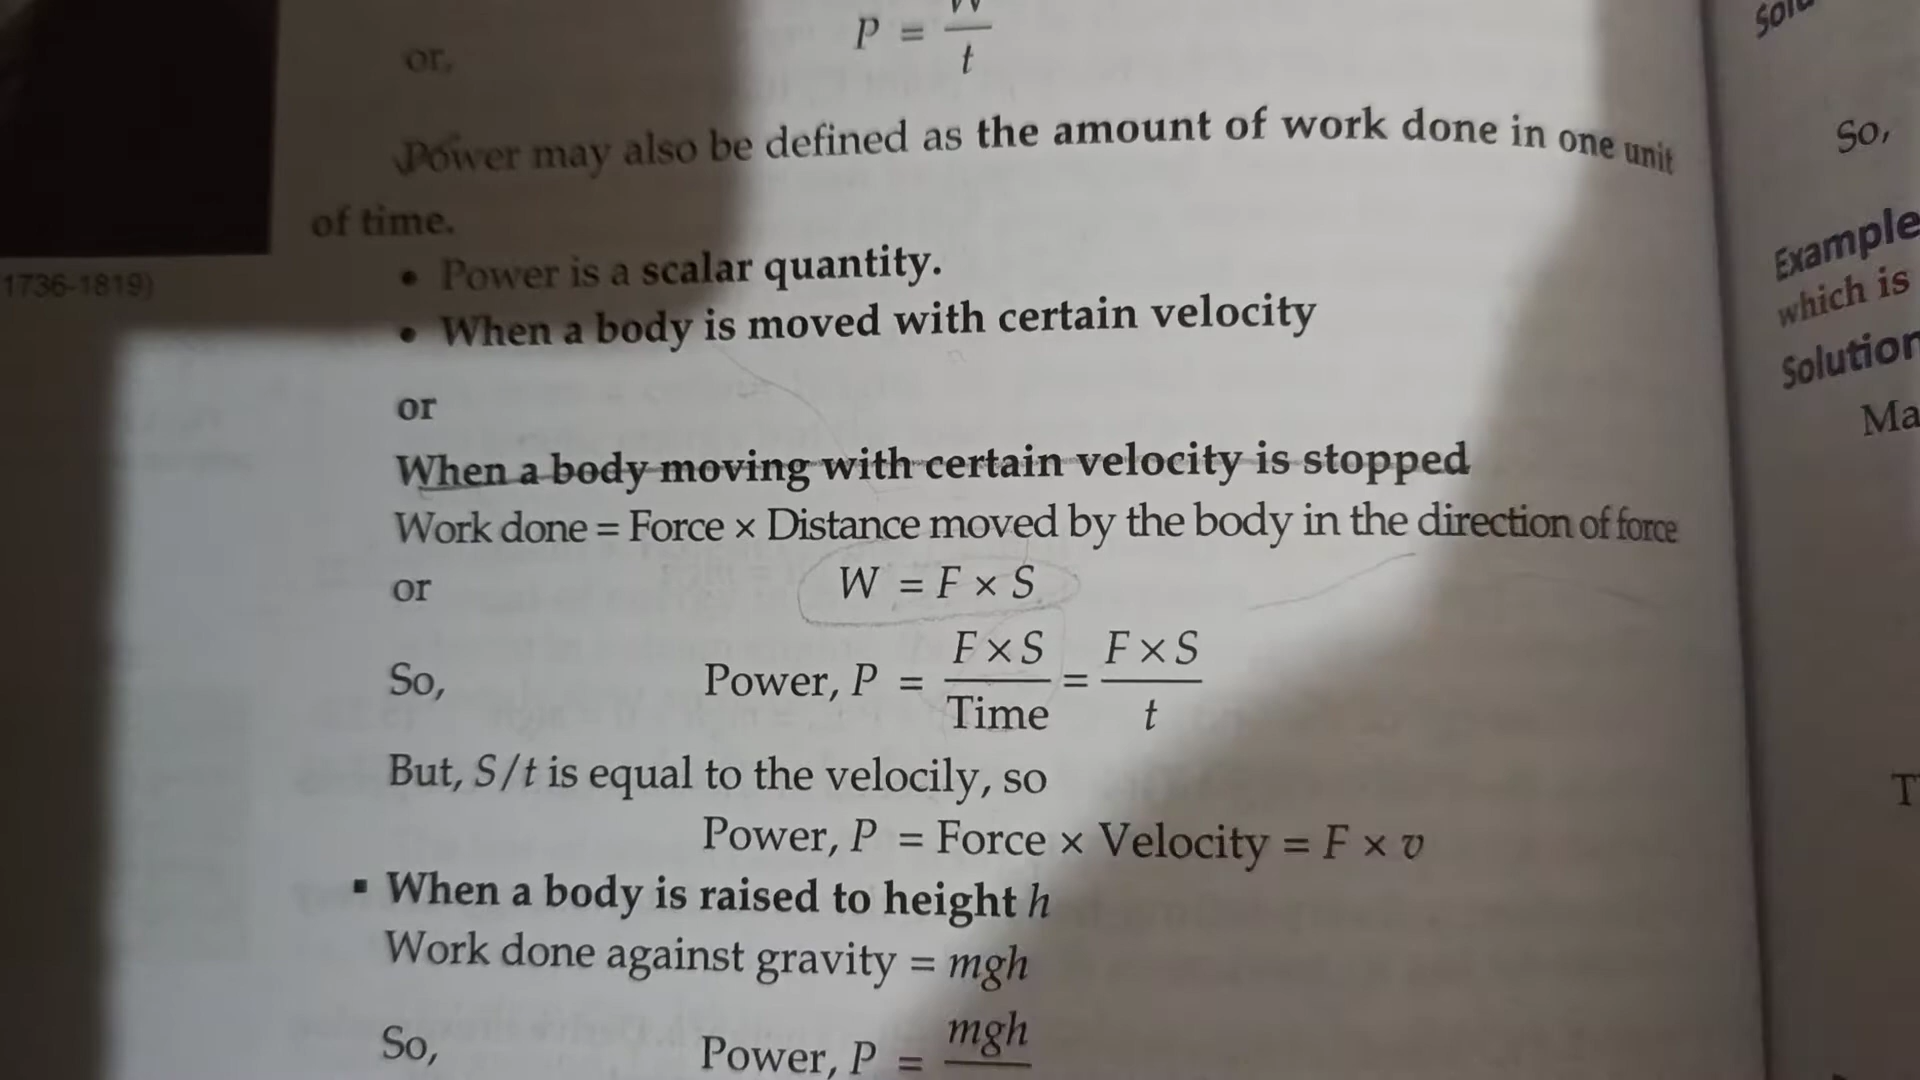 P = W/t
or,
Power may also be defined as the amount of work done in one unit
of time.
1736-1819)
• Power is a scalar quantity.
• When a body is moved with certain velocity
or
When a body moving with certain velocity is stopped
Work done = Force × Distance moved by the body in the direction of force
or W = F × S
So, Power, P = F × S / Time = F × S / t
But, S/t is equal to the velocily, so
Power, P = Force × Velocity = F × v
▪ When a body is raised to height h
Work done against gravity = mgh
So, Power, P = mgh
So,
Example
which is
Solution
Ma
T